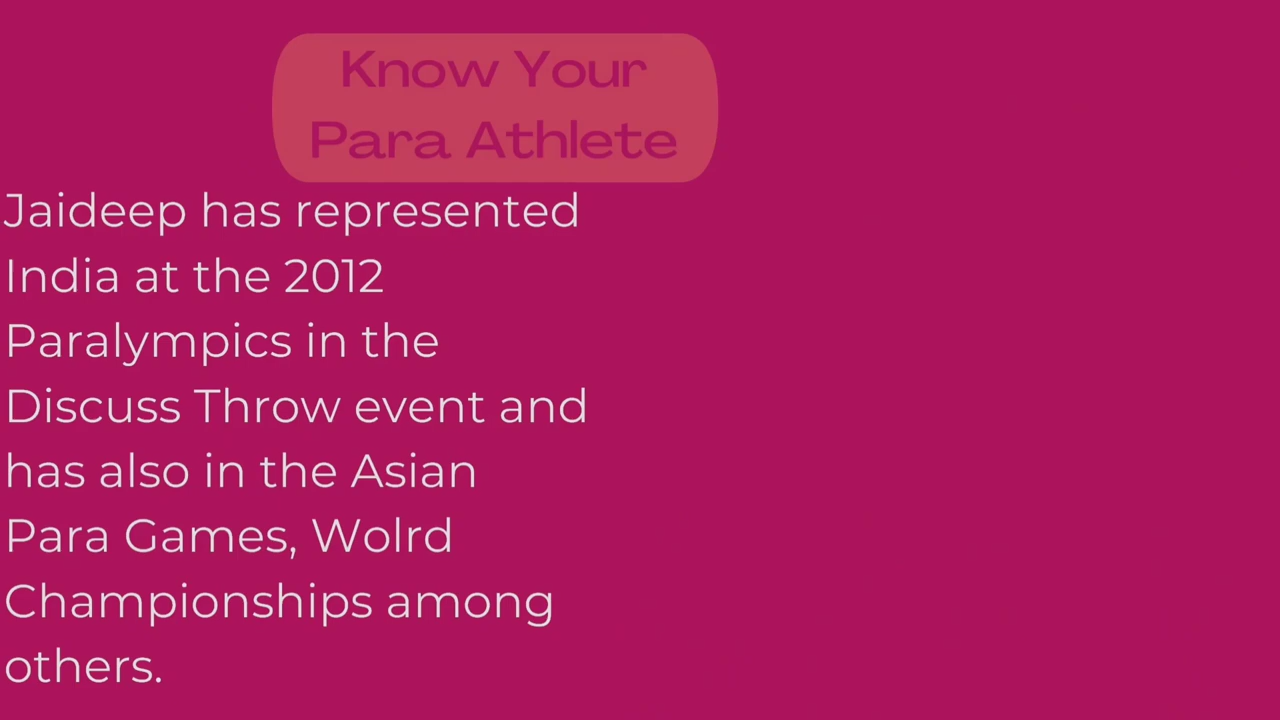 Know Your
Para Athlete
Jaideep has represented
India at the 2012
Paralympics in the
Discuss Throw event and
has also in the Asian
Para Games, Wolrd
Championships among
others.